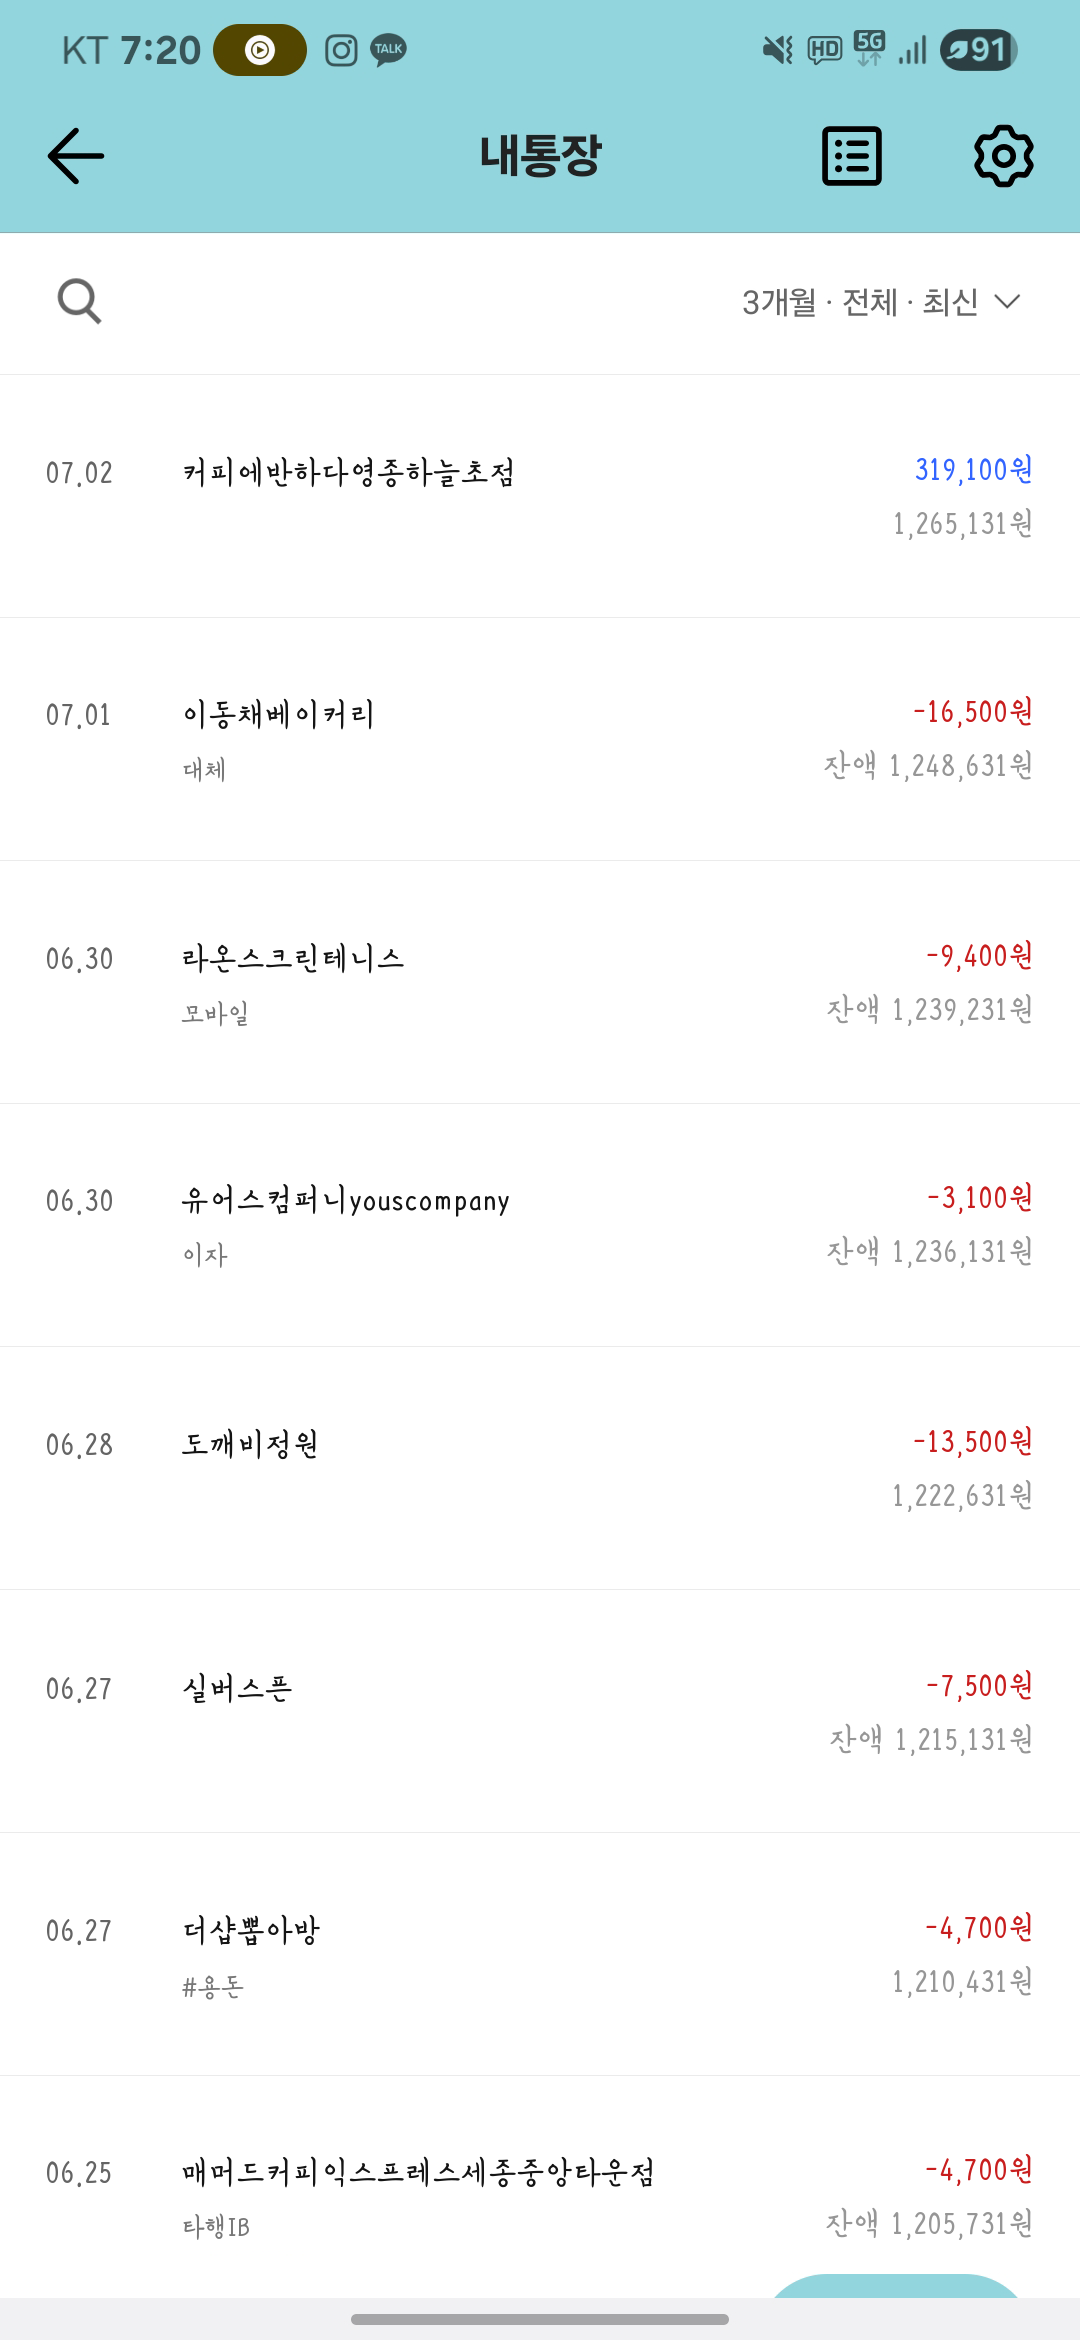 KT 7:20 TALK HD 5G 91
내통장
3개월 · 전체 · 최신
07.02 커피에반하다영종하늘초점 319,100원
1,265,131원
07.01 이동채베이커리 -16,500원
대체 잔액 1,248,631원
06.30 라온스크린테니스 -9,400원
모바일 잔액 1,239,231원
06.30 유어스컴퍼니youscompany -3,100원
이자 잔액 1,236,131원
06.28 도깨비정원 -13,500원
1,222,631원
06.27 실버스픈 -7,500원
잔액 1,215,131원
06.27 더샵뽑아방 -4,700원
#용돈 1,210,431원
06.25 매머드커피익스프레스세종중앙타운점 -4,700원
타행IB 잔액 1,205,731원